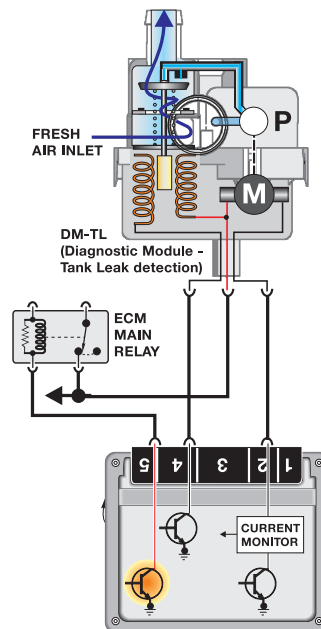 P
FRESH
AIR INLET
M
DM-TL
(Diagnostic Module -
Tank Leak detection)
ECM
MAIN
RELAY
5 4 3 2 1
CURRENT
MONITOR